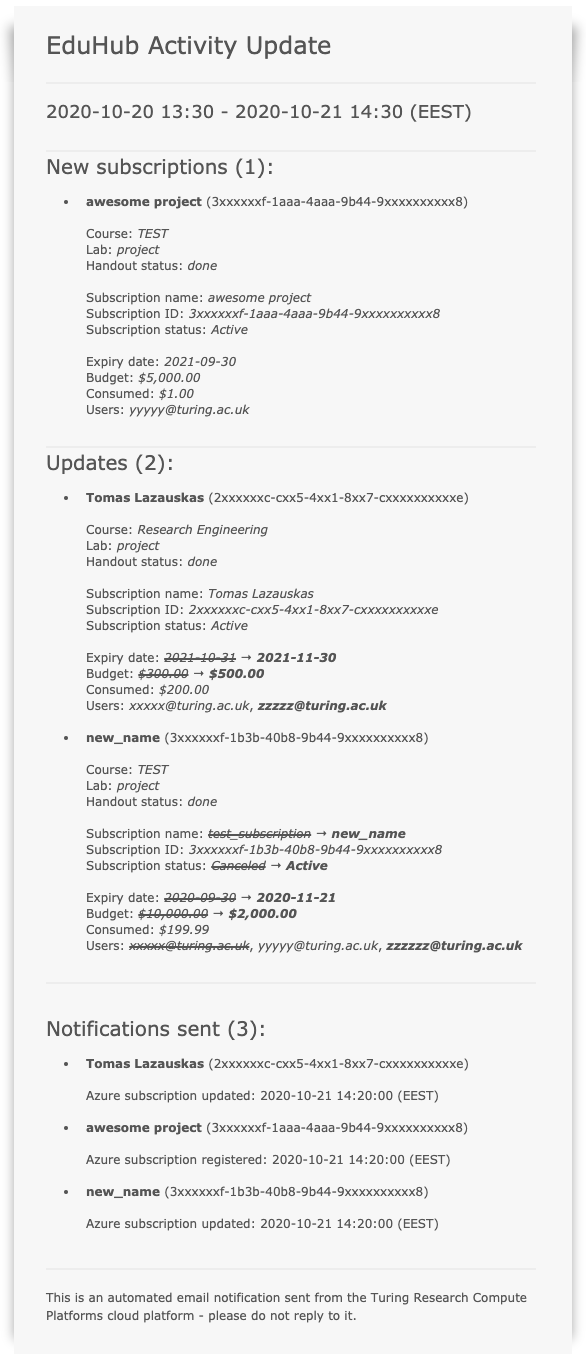 EduHub Activity Update
2020-10-20 13:30 - 2020-10-21 14:30 (EEST)
New subscriptions (1):
• awesome project (3xxxxxxf-1aaa-4aaa-9b44-9xxxxxxxxxx8)
Course: TEST
Lab: project
Handout status: done
Subscription name: awesome project
Subscription ID: 3xxxxxxf-1aaa-4aaa-9b44-9xxxxxxxxxx8
Subscription status: Active
Expiry date: 2021-09-30
Budget: $5,000.00
Consumed: $1.00
Users: yyyyy@turing.ac.uk
Updates (2):
• Tomas Lazauskas (2xxxxxxc-cxx5-4xx1-8xx7-cxxxxxxxxxxe)
Course: Research Engineering
Lab: project
Handout status: done
Subscription name: Tomas Lazauskas
Subscription ID: 2xxxxxxc-cxx5-4xx1-8xx7-cxxxxxxxxxxe
Subscription status: Active
Expiry date: 2021-10-31 → 2021-11-30
Budget: $300.00 → $500.00
Consumed: $200.00
Users: xxxxx@turing.ac.uk, zzzzz@turing.ac.uk
• new_name (3xxxxxxf-1b3b-40b8-9b44-9xxxxxxxxxx8)
Course: TEST
Lab: project
Handout status: done
Subscription name: test_subscription → new_name
Subscription ID: 3xxxxxxf-1b3b-40b8-9b44-9xxxxxxxxxx8
Subscription status: Canceled → Active
Expiry date: 2020-09-30 → 2020-11-21
Budget: $10,000.00 → $2,000.00
Consumed: $199.99
Users: xxxxx@turing.ac.uk, yyyyy@turing.ac.uk, zzzzzz@turing.ac.uk
Notifications sent (3):
• Tomas Lazauskas (2xxxxxxc-cxx5-4xx1-8xx7-cxxxxxxxxxxe)
Azure subscription updated: 2020-10-21 14:20:00 (EEST)
• awesome project (3xxxxxxf-1aaa-4aaa-9b44-9xxxxxxxxxx8)
Azure subscription registered: 2020-10-21 14:20:00 (EEST)
• new_name (3xxxxxxf-1b3b-40b8-9b44-9xxxxxxxxxx8)
Azure subscription updated: 2020-10-21 14:20:00 (EEST)
This is an automated email notification sent from the Turing Research Compute
Platforms cloud platform - please do not reply to it.